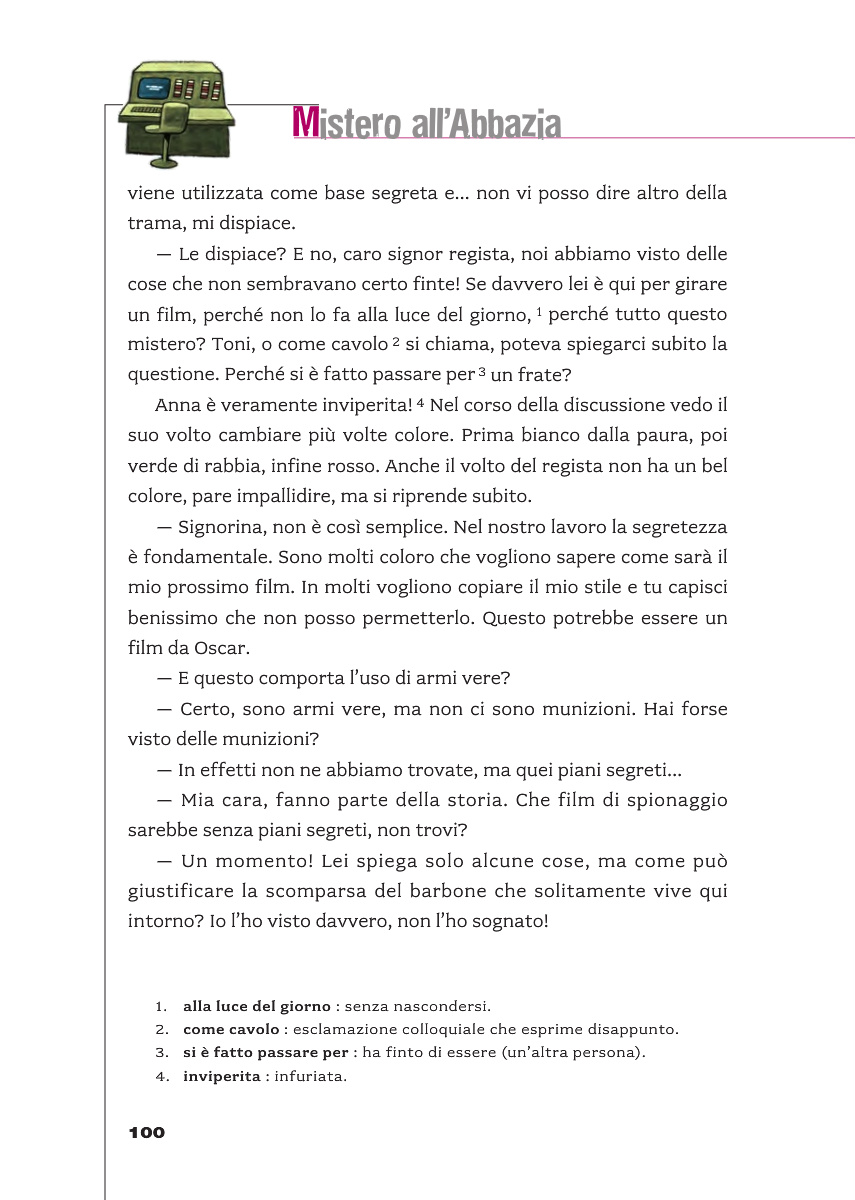 Mistero all'Abbazia
viene utilizzata come base segreta e... non vi posso dire altro della
trama, mi dispiace.
— Le dispiace? E no, caro signor regista, noi abbiamo visto delle
cose che non sembravano certo finte! Se davvero lei è qui per girare
un film, perché non lo fa alla luce del giorno, 1 perché tutto questo
mistero? Toni, o come cavolo 2 si chiama, poteva spiegarci subito la
questione. Perché si è fatto passare per 3 un frate?
Anna è veramente inviperita! 4 Nel corso della discussione vedo il
suo volto cambiare più volte colore. Prima bianco dalla paura, poi
verde di rabbia, infine rosso. Anche il volto del regista non ha un bel
colore, pare impallidire, ma si riprende subito.
— Signorina, non è così semplice. Nel nostro lavoro la segretezza
è fondamentale. Sono molti coloro che vogliono sapere come sarà il
mio prossimo film. In molti vogliono copiare il mio stile e tu capisci
benissimo che non posso permetterlo. Questo potrebbe essere un
film da Oscar.
— E questo comporta l'uso di armi vere?
— Certo, sono armi vere, ma non ci sono munizioni. Hai forse
visto delle munizioni?
— In effetti non ne abbiamo trovate, ma quei piani segreti...
— Mia cara, fanno parte della storia. Che film di spionaggio
sarebbe senza piani segreti, non trovi?
— Un momento! Lei spiega solo alcune cose, ma come può
giustificare la scomparsa del barbone che solitamente vive qui
intorno? Io l'ho visto davvero, non l'ho sognato!
1. alla luce del giorno : senza nascondersi.
2. come cavolo : esclamazione colloquiale che esprime disappunto.
3. si è fatto passare per : ha finto di essere (un'altra persona).
4. inviperita : infuriata.
100